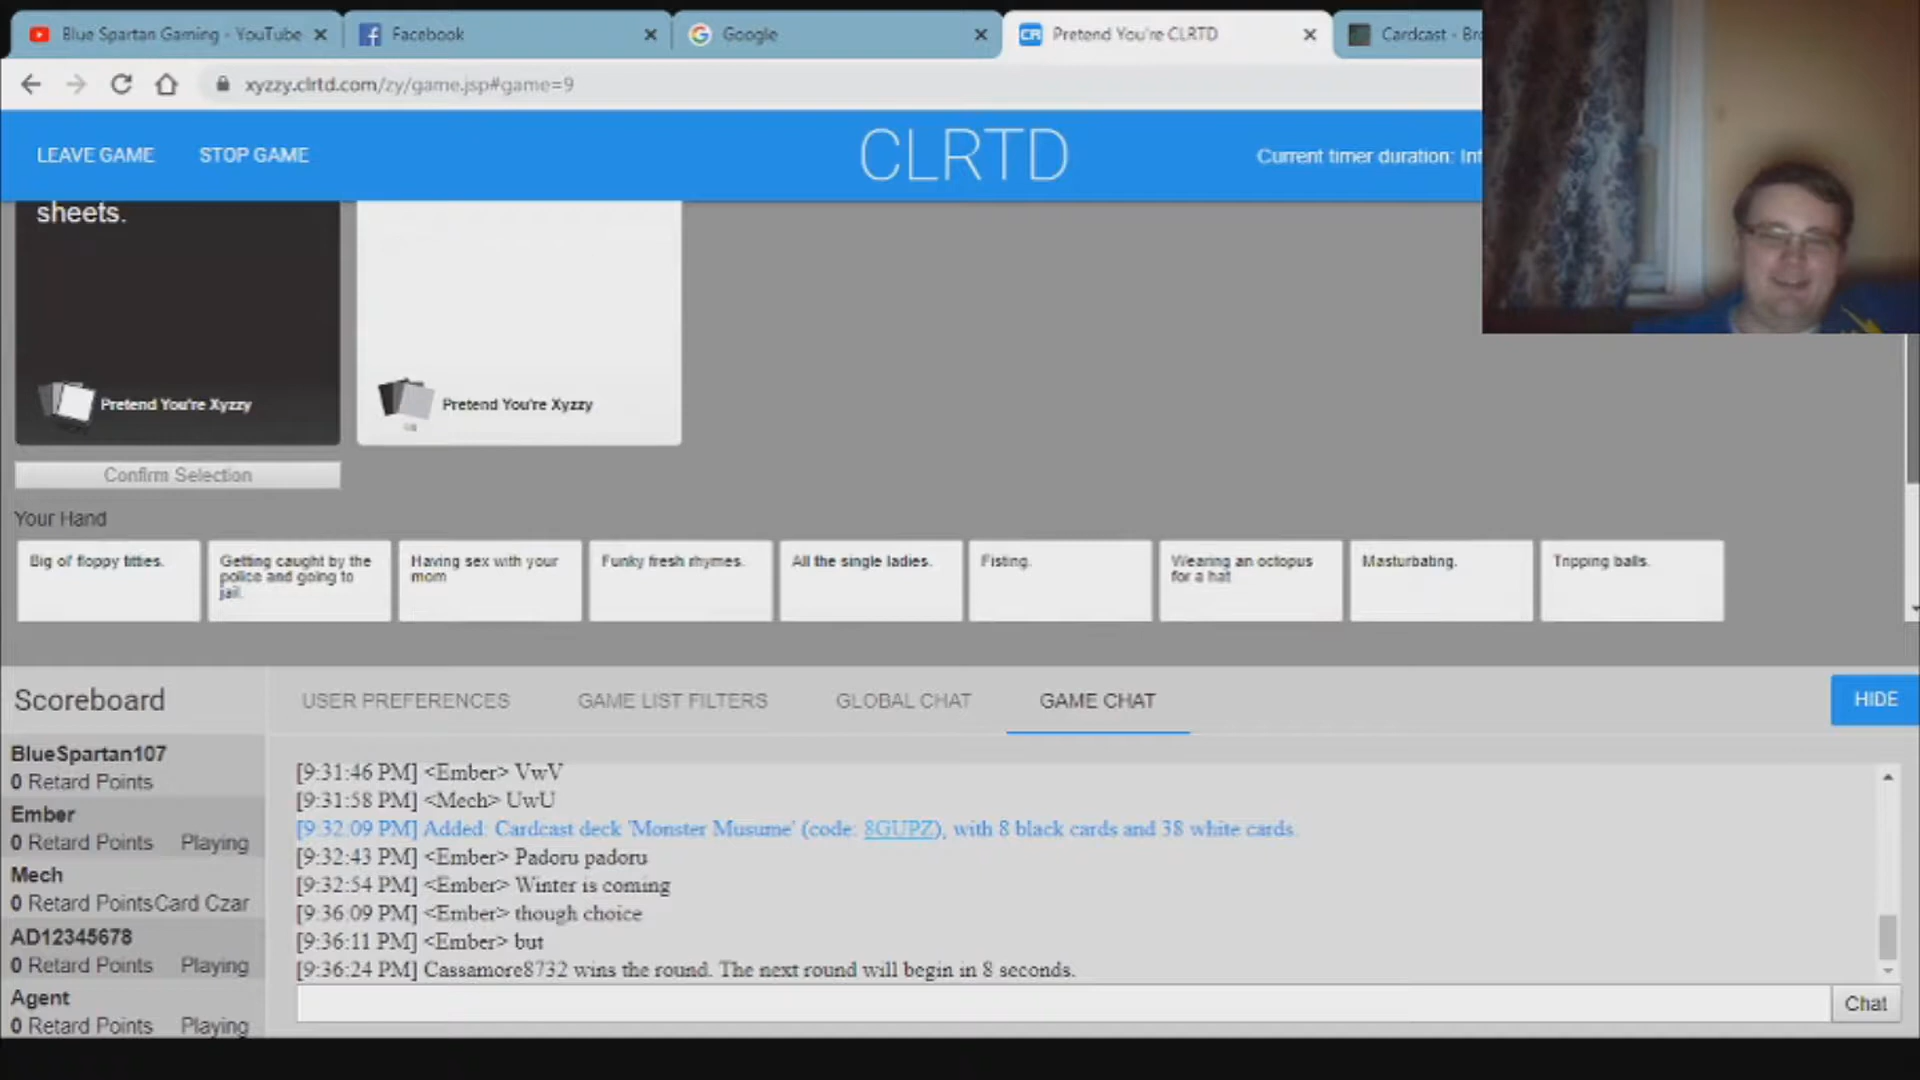 Blue Spartan Gaming - YouTube
Facebook
Google
CR Pretend You're CLRTD
Cardcast - Bro
xyzzy.clrtd.com/zy/game.jsp#game=9
LEAVE GAME
STOP GAME
CLRTD
Current timer duration: Inf
sheets.
Pretend You're Xyzzy
Pretend You're Xyzzy
Confirm Selection
Your Hand
Big ol' floppy titties.
Getting caught by the
police and going to
jail.
Having sex with your
mom
Funky fresh rhymes.
All the single ladies.
Fisting.
Wearing an octopus
for a hat
Masturbating.
Tripping balls.
Scoreboard
USER PREFERENCES
GAME LIST FILTERS
GLOBAL CHAT
GAME CHAT
HIDE
BlueSpartan107
0 Retard Points
Ember
0 Retard Points Playing
Mech
0 Retard Points Card Czar
AD12345678
0 Retard Points Playing
Agent
0 Retard Points Playing
[9:31:46 PM] <Ember> VwV
[9:31:58 PM] <Mech> UwU
[9:32:09 PM] Added: Cardcast deck 'Monster Musume' (code: 8GUPZ), with 8 black cards and 38 white cards.
[9:32:43 PM] <Ember> Padoru padoru
[9:32:54 PM] <Ember> Winter is coming
[9:36:09 PM] <Ember> though choice
[9:36:11 PM] <Ember> but
[9:36:24 PM] Cassamore8732 wins the round. The next round will begin in 8 seconds.
Chat